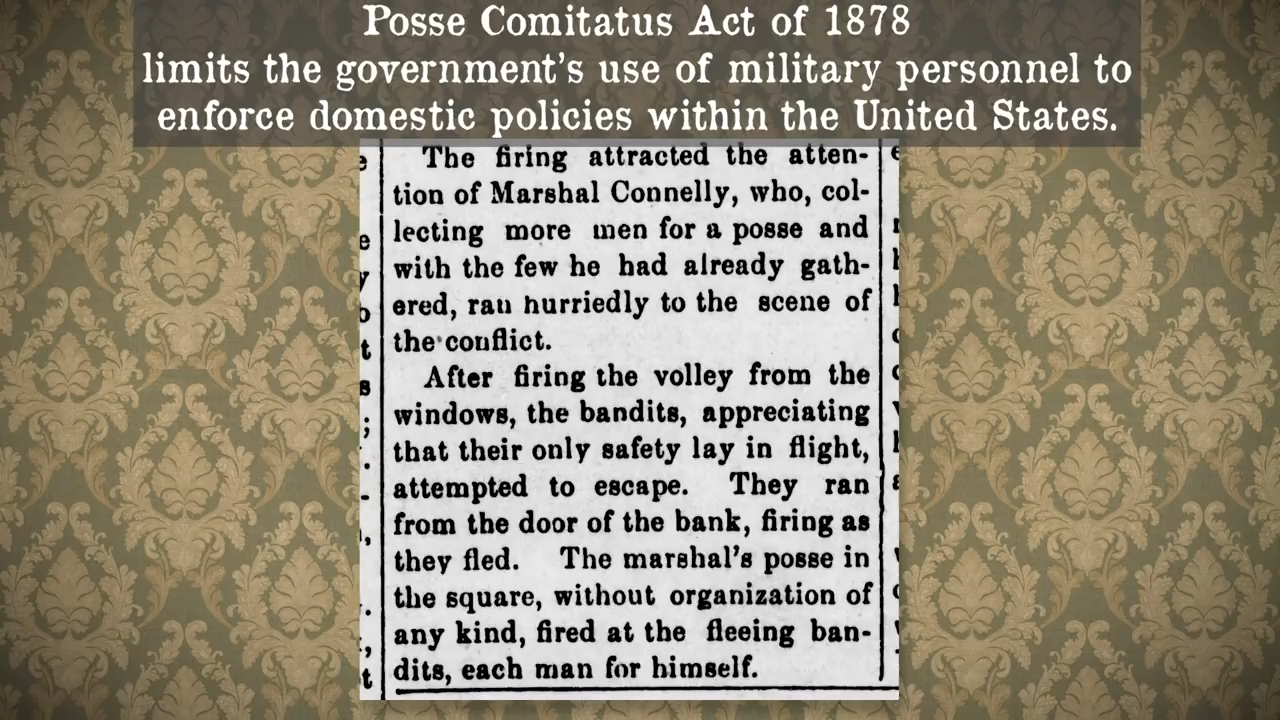 Posse Comitatus Act of 1878
limits the government's use of military personnel to
enforce domestic policies within the United States.
The firing attracted the atten-
tion of Marshal Connelly, who, col-
lecting more men for a posse and
with the few he had already gath-
ered, ran hurriedly to the scene of
the conflict.
After firing the volley from the
windows, the bandits, appreciating
that their only safety lay in flight,
attempted to escape. They ran
from the door of the bank, firing as
they fled. The marshal's posse in
the square, without organization of
any kind, fired at the fleeing ban-
dits, each man for himself.